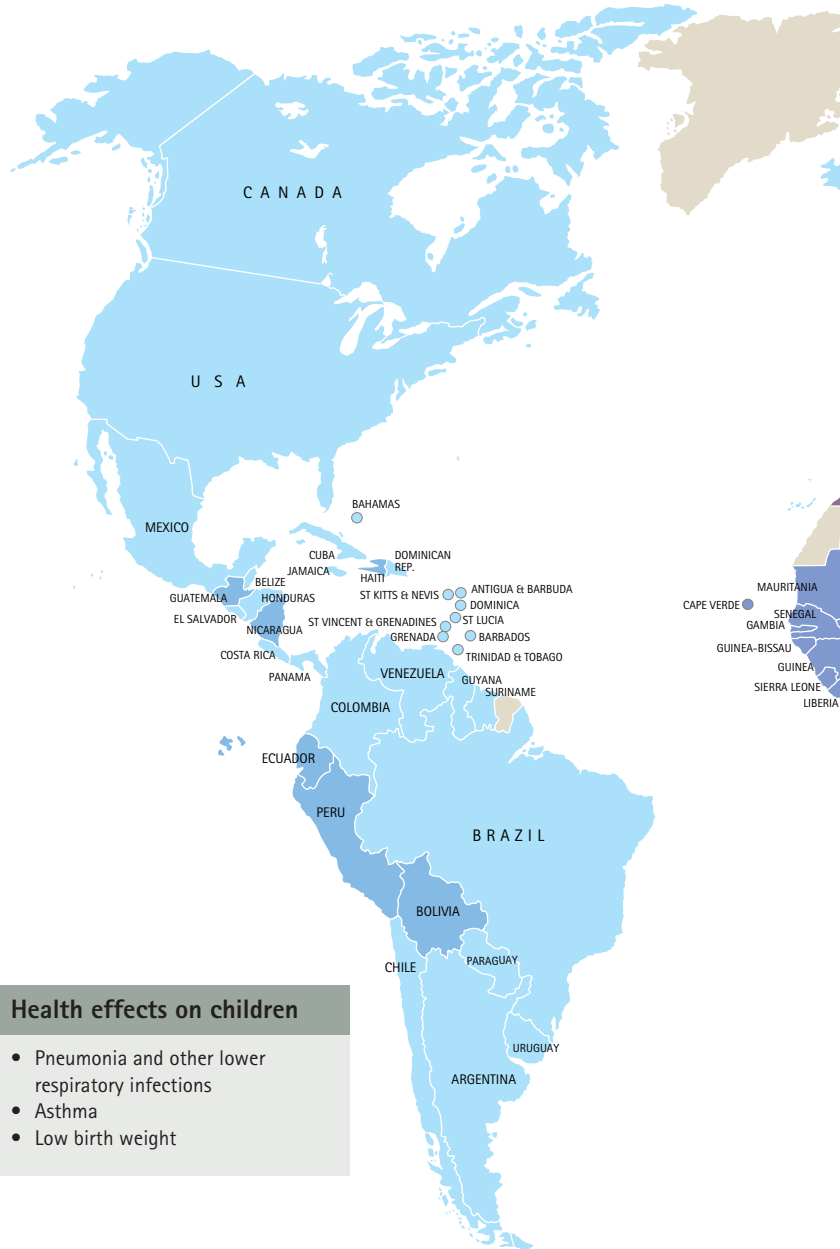 CANADA
USA
BAHAMAS
MEXICO
CUBA
DOMINICAN
REP.
JAMAICA
HAITI
BELIZE
GUATEMALA
HONDURAS
ST KITTS & NEVIS
ANTIGUA & BARBUDA
DOMINICA
EL SALVADOR
NICARAGUA
ST VINCENT & GRENADINES
ST LUCIA
GRENADA
BARBADOS
COSTA RICA
TRINIDAD & TOBAGO
PANAMA
VENEZUELA
GUYANA
SURINAME
COLOMBIA
MAURITANIA
CAPE VERDE
SENEGAL
GAMBIA
GUINEA-BISSAU
GUINEA
SIERRA LEONE
LIBERIA
ECUADOR
PERU
BRAZIL
BOLIVIA
CHILE
PARAGUAY
URUGUAY
ARGENTINA
Health effects on children
• Pneumonia and other lower
respiratory infections
• Asthma
• Low birth weight